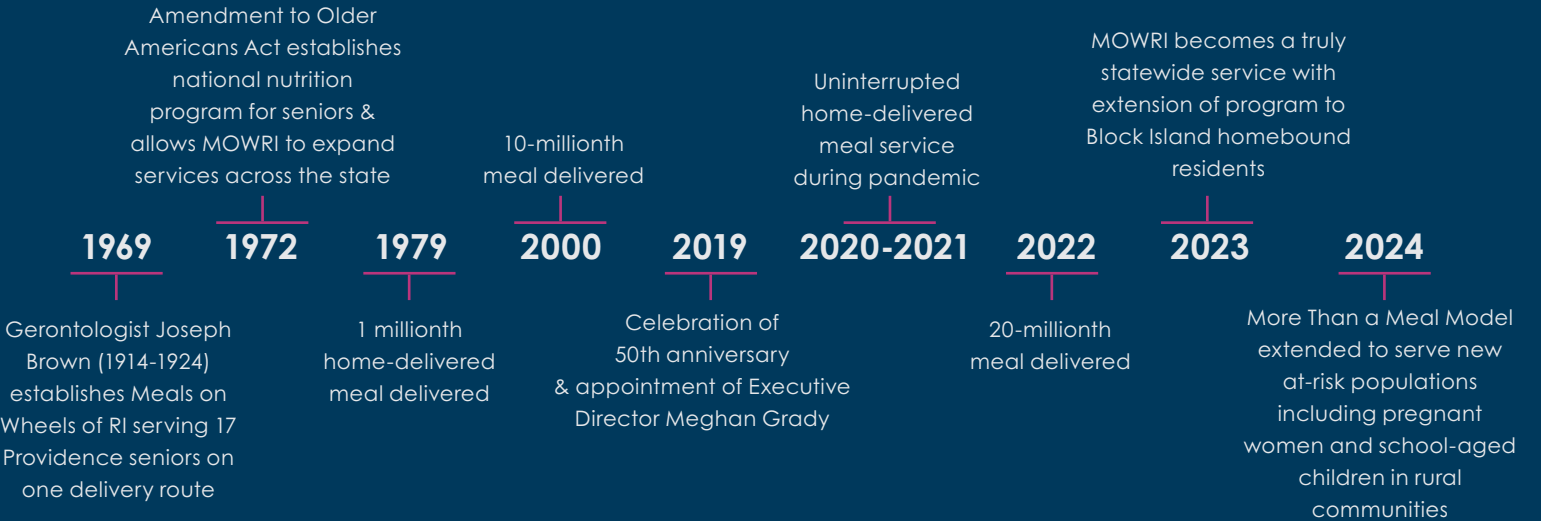 1969
Gerontologist Joseph
Brown (1914-1924)
establishes Meals on
Wheels of RI serving 17
Providence seniors on
one delivery route
Amendment to Older
Americans Act establishes
national nutrition
program for seniors &
allows MOWRI to expand
services across the state
1972
1979
1 millionth
home-delivered
meal delivered
10-millionth
meal delivered
2000
2019
Celebration of
50th anniversary
& appointment of Executive
Director Meghan Grady
Uninterrupted
home-delivered
meal service
during pandemic
2020-2021
2022
20-millionth
meal delivered
MOWRI becomes a truly
statewide service with
extension of program to
Block Island homebound
residents
2023
2024
More Than a Meal Model
extended to serve new
at-risk populations
including pregnant
women and school-aged
children in rural
communities